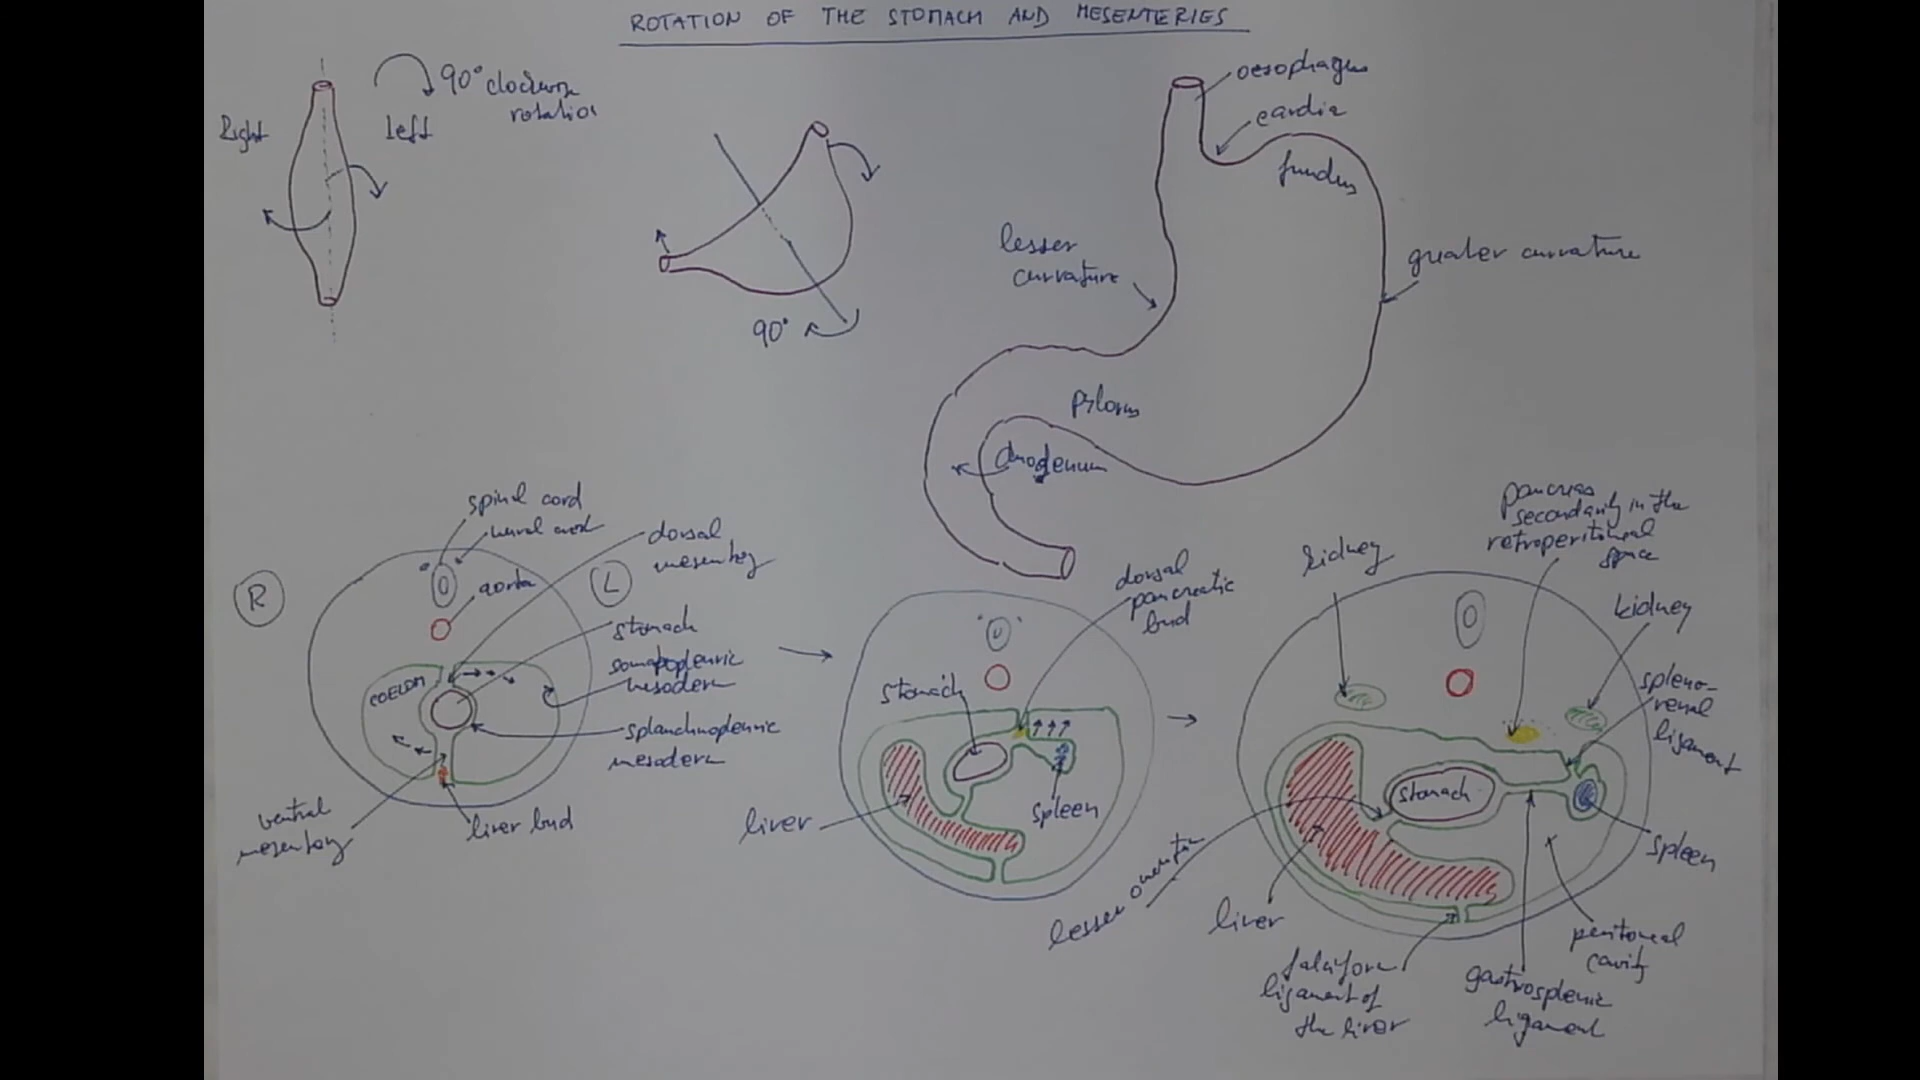 ROTATION OF THE STOMACH AND MESENTERIES
90° clockwise
rotation
Right
left
90°
oesophagus
cardia
fundus
lesser
curvature
greater curvature
Pylorus
duodenum
R
L
spinal cord
neural crest
aorta
dorsal
mesentery
stomach
somatopleuric
mesoderm
splanchnopleuric
mesoderm
COELOM
ventral
mesentery
liver bud
dorsal
pancreatic
bud
stomach
liver
spleen
kidney
pancreas
secondarily in the
retroperitoneal
space
kidney
spleno-
renal
ligament
stomach
spleen
lesser omentum
liver
falciform
ligament of
the liver
gastrosplenic
ligament
peritoneal
cavity